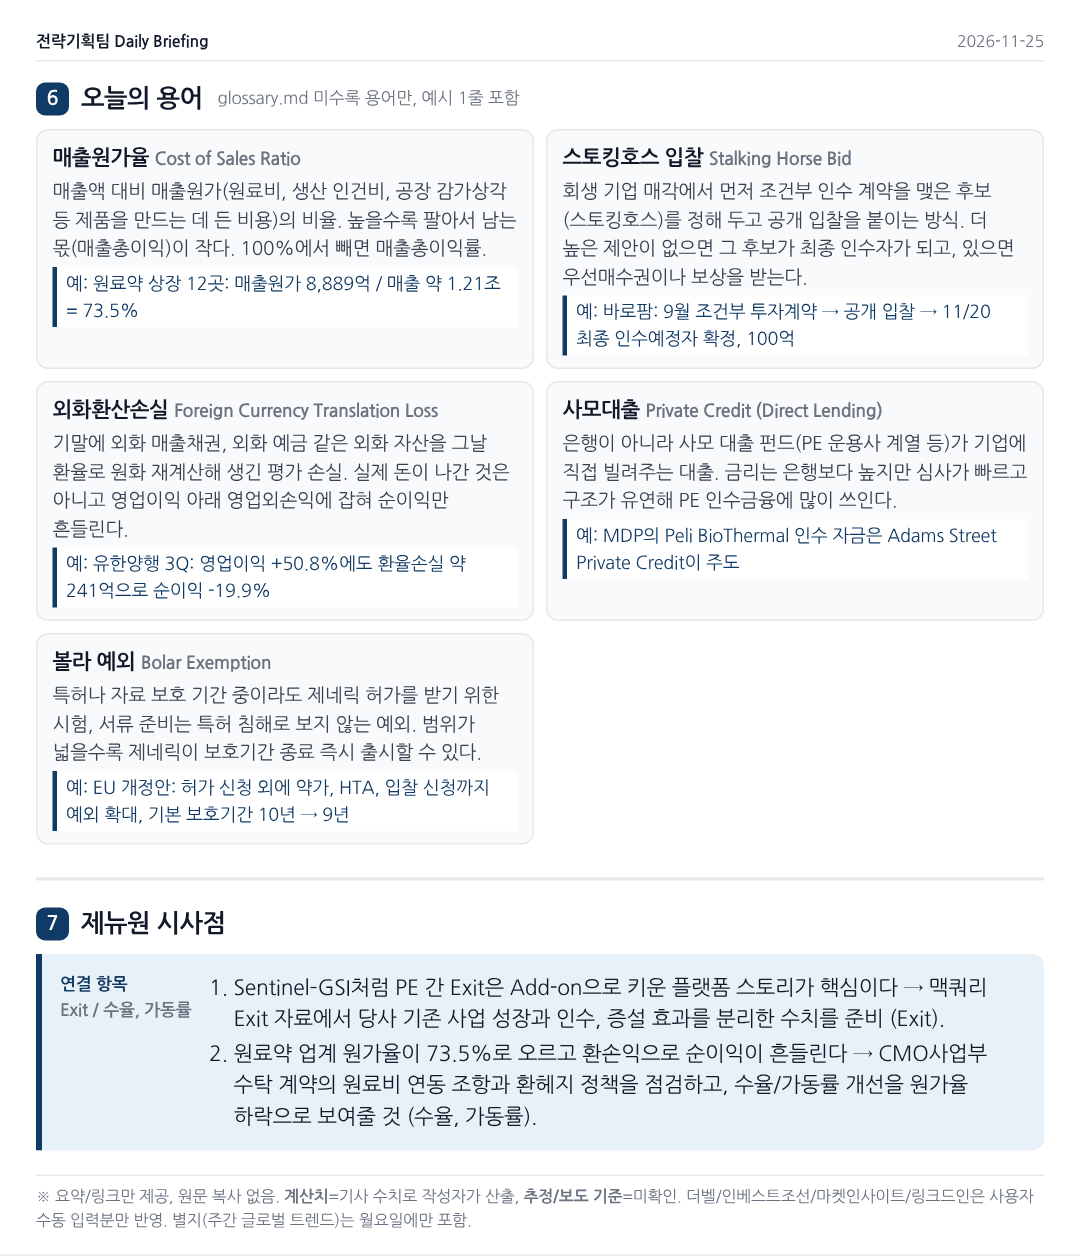 전략기획팀 Daily Briefing
2026-11-25
6 오늘의 용어 glossary.md 미수록 용어만, 예시 1줄 포함
매출원가율 Cost of Sales Ratio
매출액 대비 매출원가(원료비, 생산 인건비, 공장 감가상각
등 제품을 만드는 데 든 비용)의 비율. 높을수록 팔아서 남는
몫(매출총이익)이 작다. 100%에서 빼면 매출총이익률.
예: 원료약 상장 12곳: 매출원가 8,889억 / 매출 약 1.21조
= 73.5%
스토킹호스 입찰 Stalking Horse Bid
회생 기업 매각에서 먼저 조건부 인수 계약을 맺은 후보
(스토킹호스)를 정해 두고 공개 입찰을 붙이는 방식. 더
높은 제안이 없으면 그 후보가 최종 인수자가 되고, 있으면
우선매수권이나 보상을 받는다.
예: 바로팜: 9월 조건부 투자계약 → 공개 입찰 → 11/20
최종 인수예정자 확정, 100억
외화환산손실 Foreign Currency Translation Loss
기말에 외화 매출채권, 외화 예금 같은 외화 자산을 그날
환율로 원화 재계산해 생긴 평가 손실. 실제 돈이 나간 것은
아니고 영업이익 아래 영업외손익에 잡혀 순이익만
흔들린다.
예: 유한양행 3Q: 영업이익 +50.8%에도 환율손실 약
241억으로 순이익 -19.9%
사모대출 Private Credit (Direct Lending)
은행이 아니라 사모 대출 펀드(PE 운용사 계열 등)가 기업에
직접 빌려주는 대출. 금리는 은행보다 높지만 심사가 빠르고
구조가 유연해 PE 인수금융에 많이 쓰인다.
예: MDP의 Peli BioThermal 인수 자금은 Adams Street
Private Credit이 주도
볼라 예외 Bolar Exemption
특허나 자료 보호 기간 중이라도 제네릭 허가를 받기 위한
시험, 서류 준비는 특허 침해로 보지 않는 예외. 범위가
넓을수록 제네릭이 보호기간 종료 즉시 출시할 수 있다.
예: EU 개정안: 허가 신청 외에 약가, HTA, 입찰 신청까지
예외 확대, 기본 보호기간 10년 → 9년
7 제뉴원 시사점
연결 항목
Exit / 수율, 가동률
1. Sentinel-GSI처럼 PE 간 Exit은 Add-on으로 키운 플랫폼 스토리가 핵심이다 → 맥쿼리
Exit 자료에서 당사 기존 사업 성장과 인수, 증설 효과를 분리한 수치를 준비 (Exit).
2. 원료약 업계 원가율이 73.5%로 오르고 환손익으로 순이익이 흔들린다 → CMO사업부
수탁 계약의 원료비 연동 조항과 환헤지 정책을 점검하고, 수율/가동률 개선을 원가율
하락으로 보여줄 것 (수율, 가동률).
※ 요약/링크만 제공, 원문 복사 없음. 계산치=기사 수치로 작성자가 산출, 추정/보도 기준=미확인. 더벨/인베스트조선/마켓인사이트/링크드인은 사용자
수동 입력분만 반영. 별지(주간 글로벌 트렌드)는 월요일에만 포함.